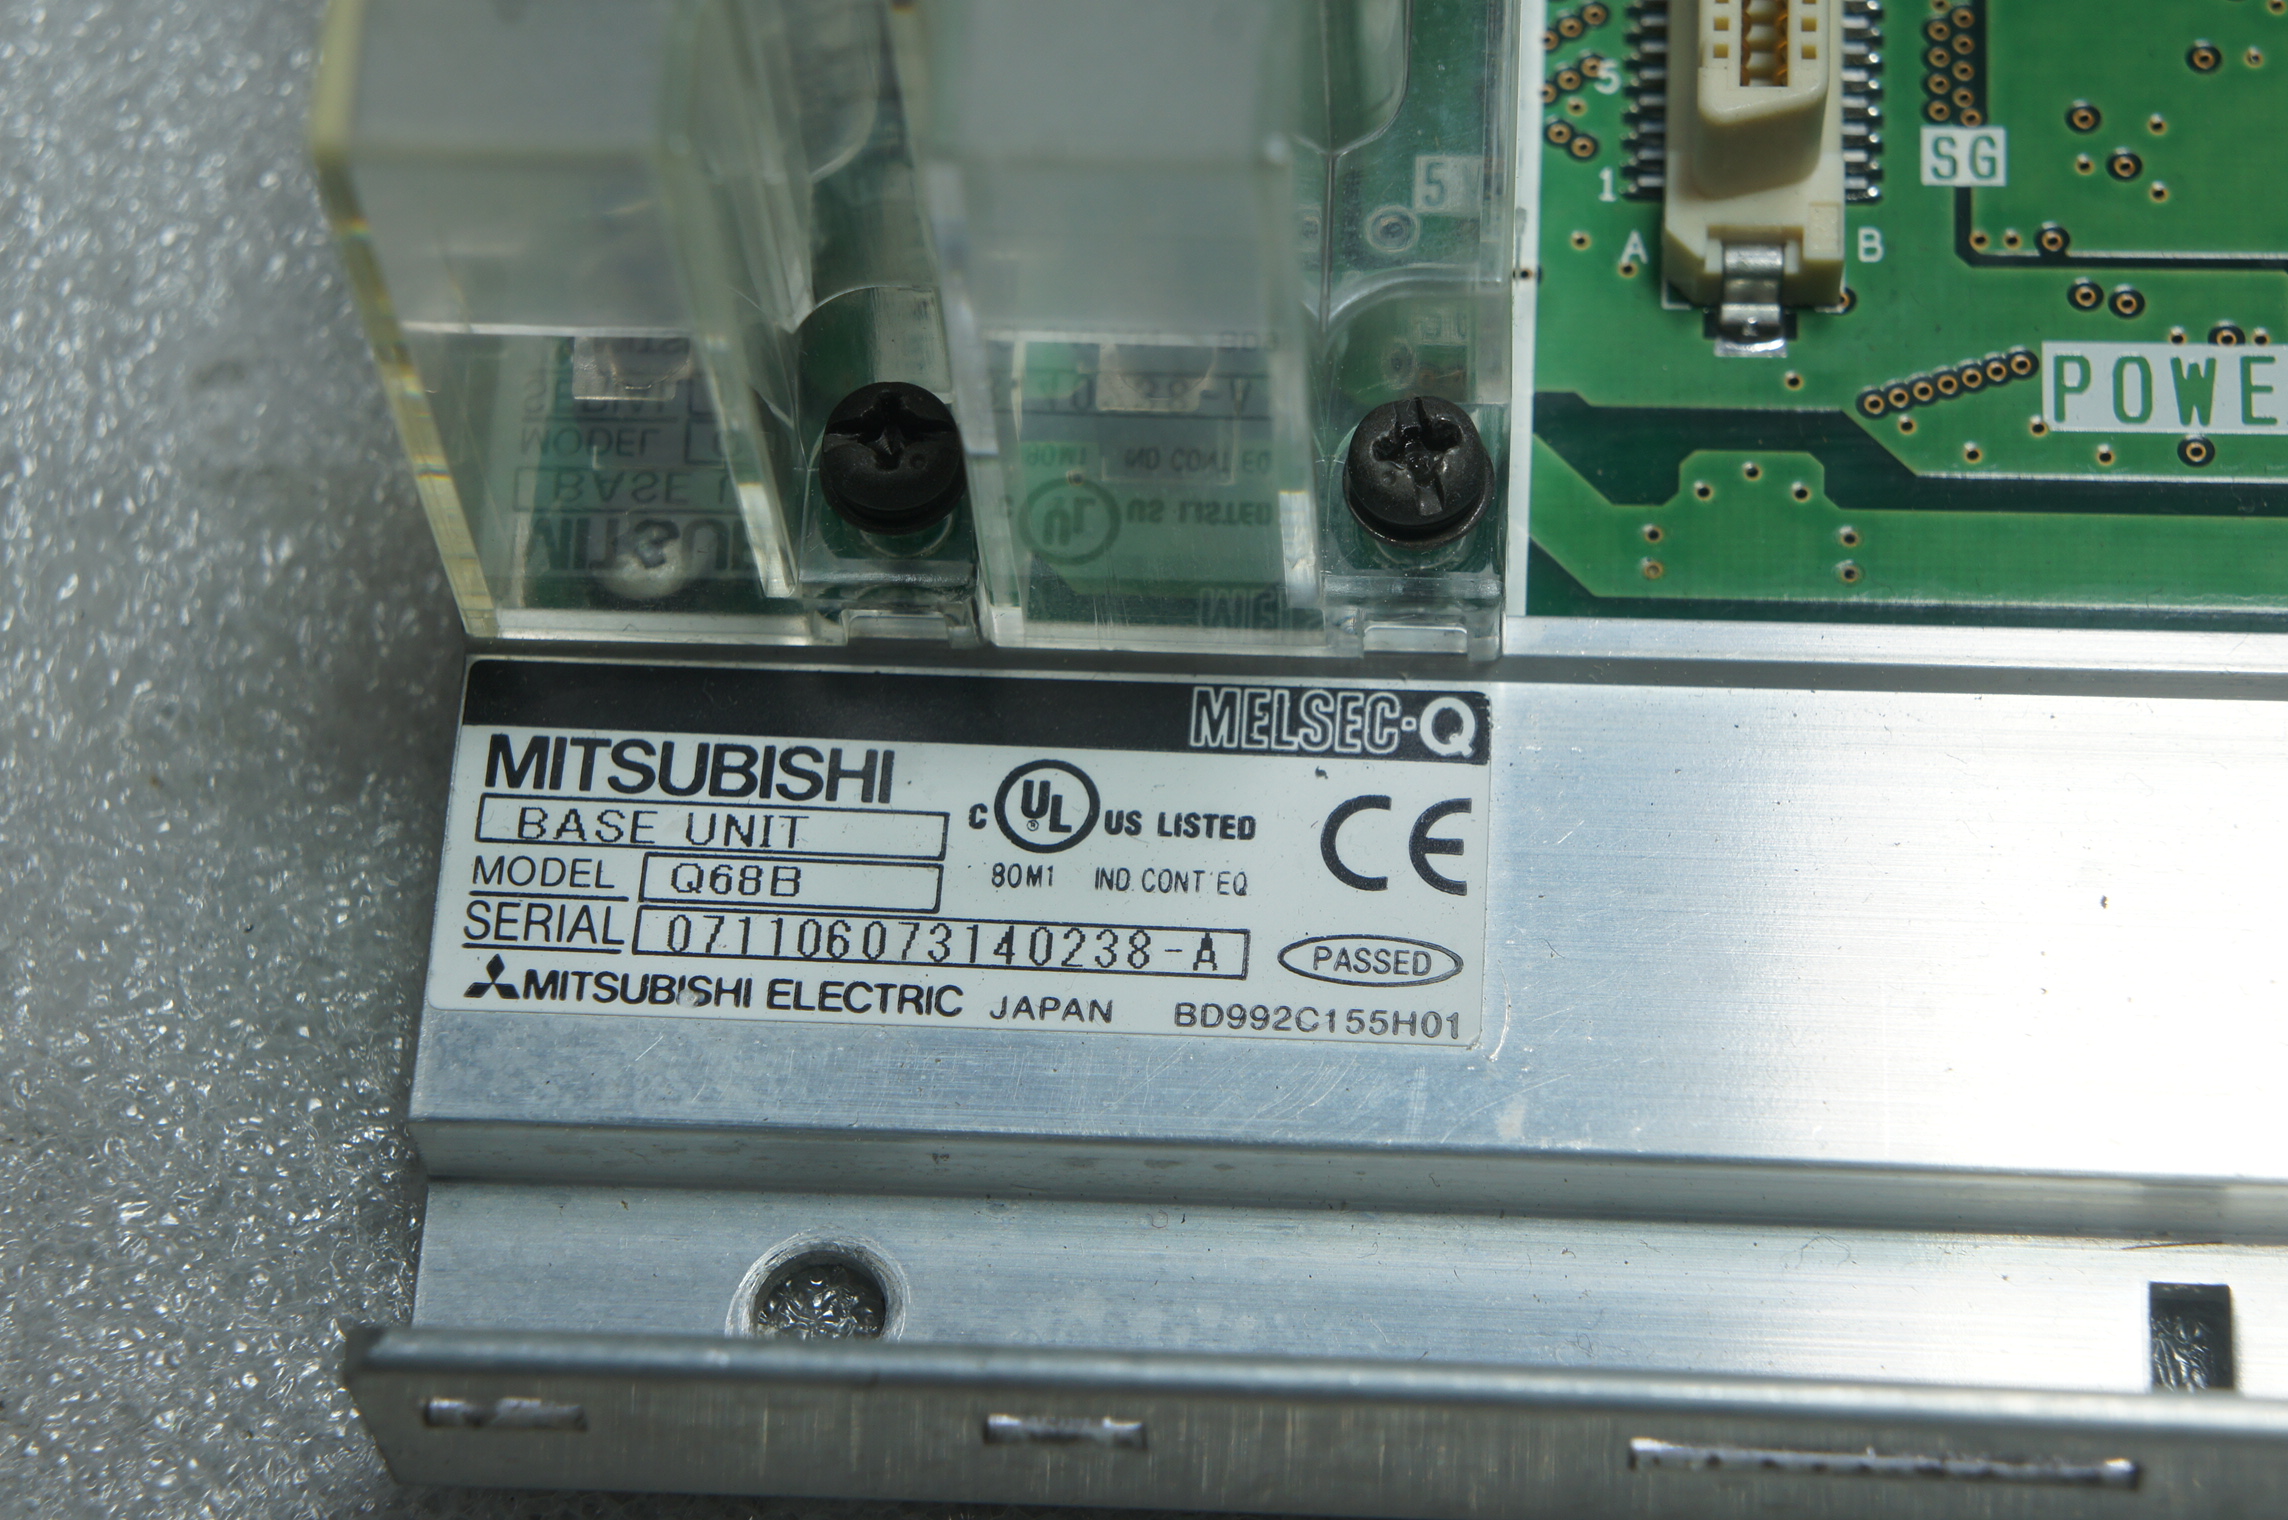 5
SG
1
A
B
5
POWE
MELSEC-Q
MITSUBISHI
BASE UNIT
C UL ® US LISTED
CE
MODEL Q68B
80M1 IND. CONT. EQ
SERIAL 071106073140238-A
PASSED
MITSUBISHI ELECTRIC JAPAN BD992C155H01